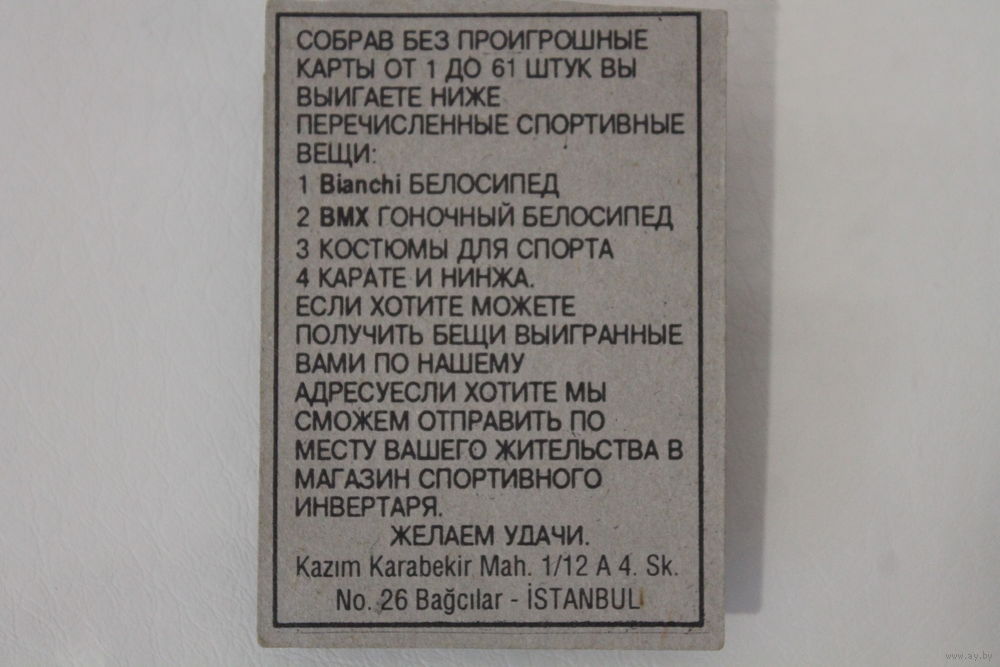 СОБРАВ БЕЗ ПРОИГРОШНЫЕ
КАРТЫ ОТ 1 ДО 61 ШТУК ВЫ
ВЫИГАЕТЕ НИЖЕ
ПЕРЕЧИСЛЕННЫЕ СПОРТИВНЫЕ
ВЕЩИ:
1 Bianchi БЕЛОСИПЕД
2 BMX ГОНОЧНЫЙ БЕЛОСИПЕД
3 КОСТЮМЫ ДЛЯ СПОРТА
4 КАРАТЕ И НИНЖА.
ЕСЛИ ХОТИТЕ МОЖЕТЕ
ПОЛУЧИТЬ БЕЩИ ВЫИГРАННЫЕ
ВАМИ ПО НАШЕМУ
АДРЕСУЕСЛИ ХОТИТЕ МЫ
СМОЖЕМ ОТПРАВИТЬ ПО
МЕСТУ ВАШЕГО ЖИТЕЛЬСТВА В
МАГАЗИН СПОРТИВНОГО
ИНВЕРТАРЯ.
ЖЕЛАЕМ УДАЧИ.
Kazım Karabekir Mah. 1/12 A 4. Sk.
No. 26 Bağcılar - İSTANBUL
www.ay.by